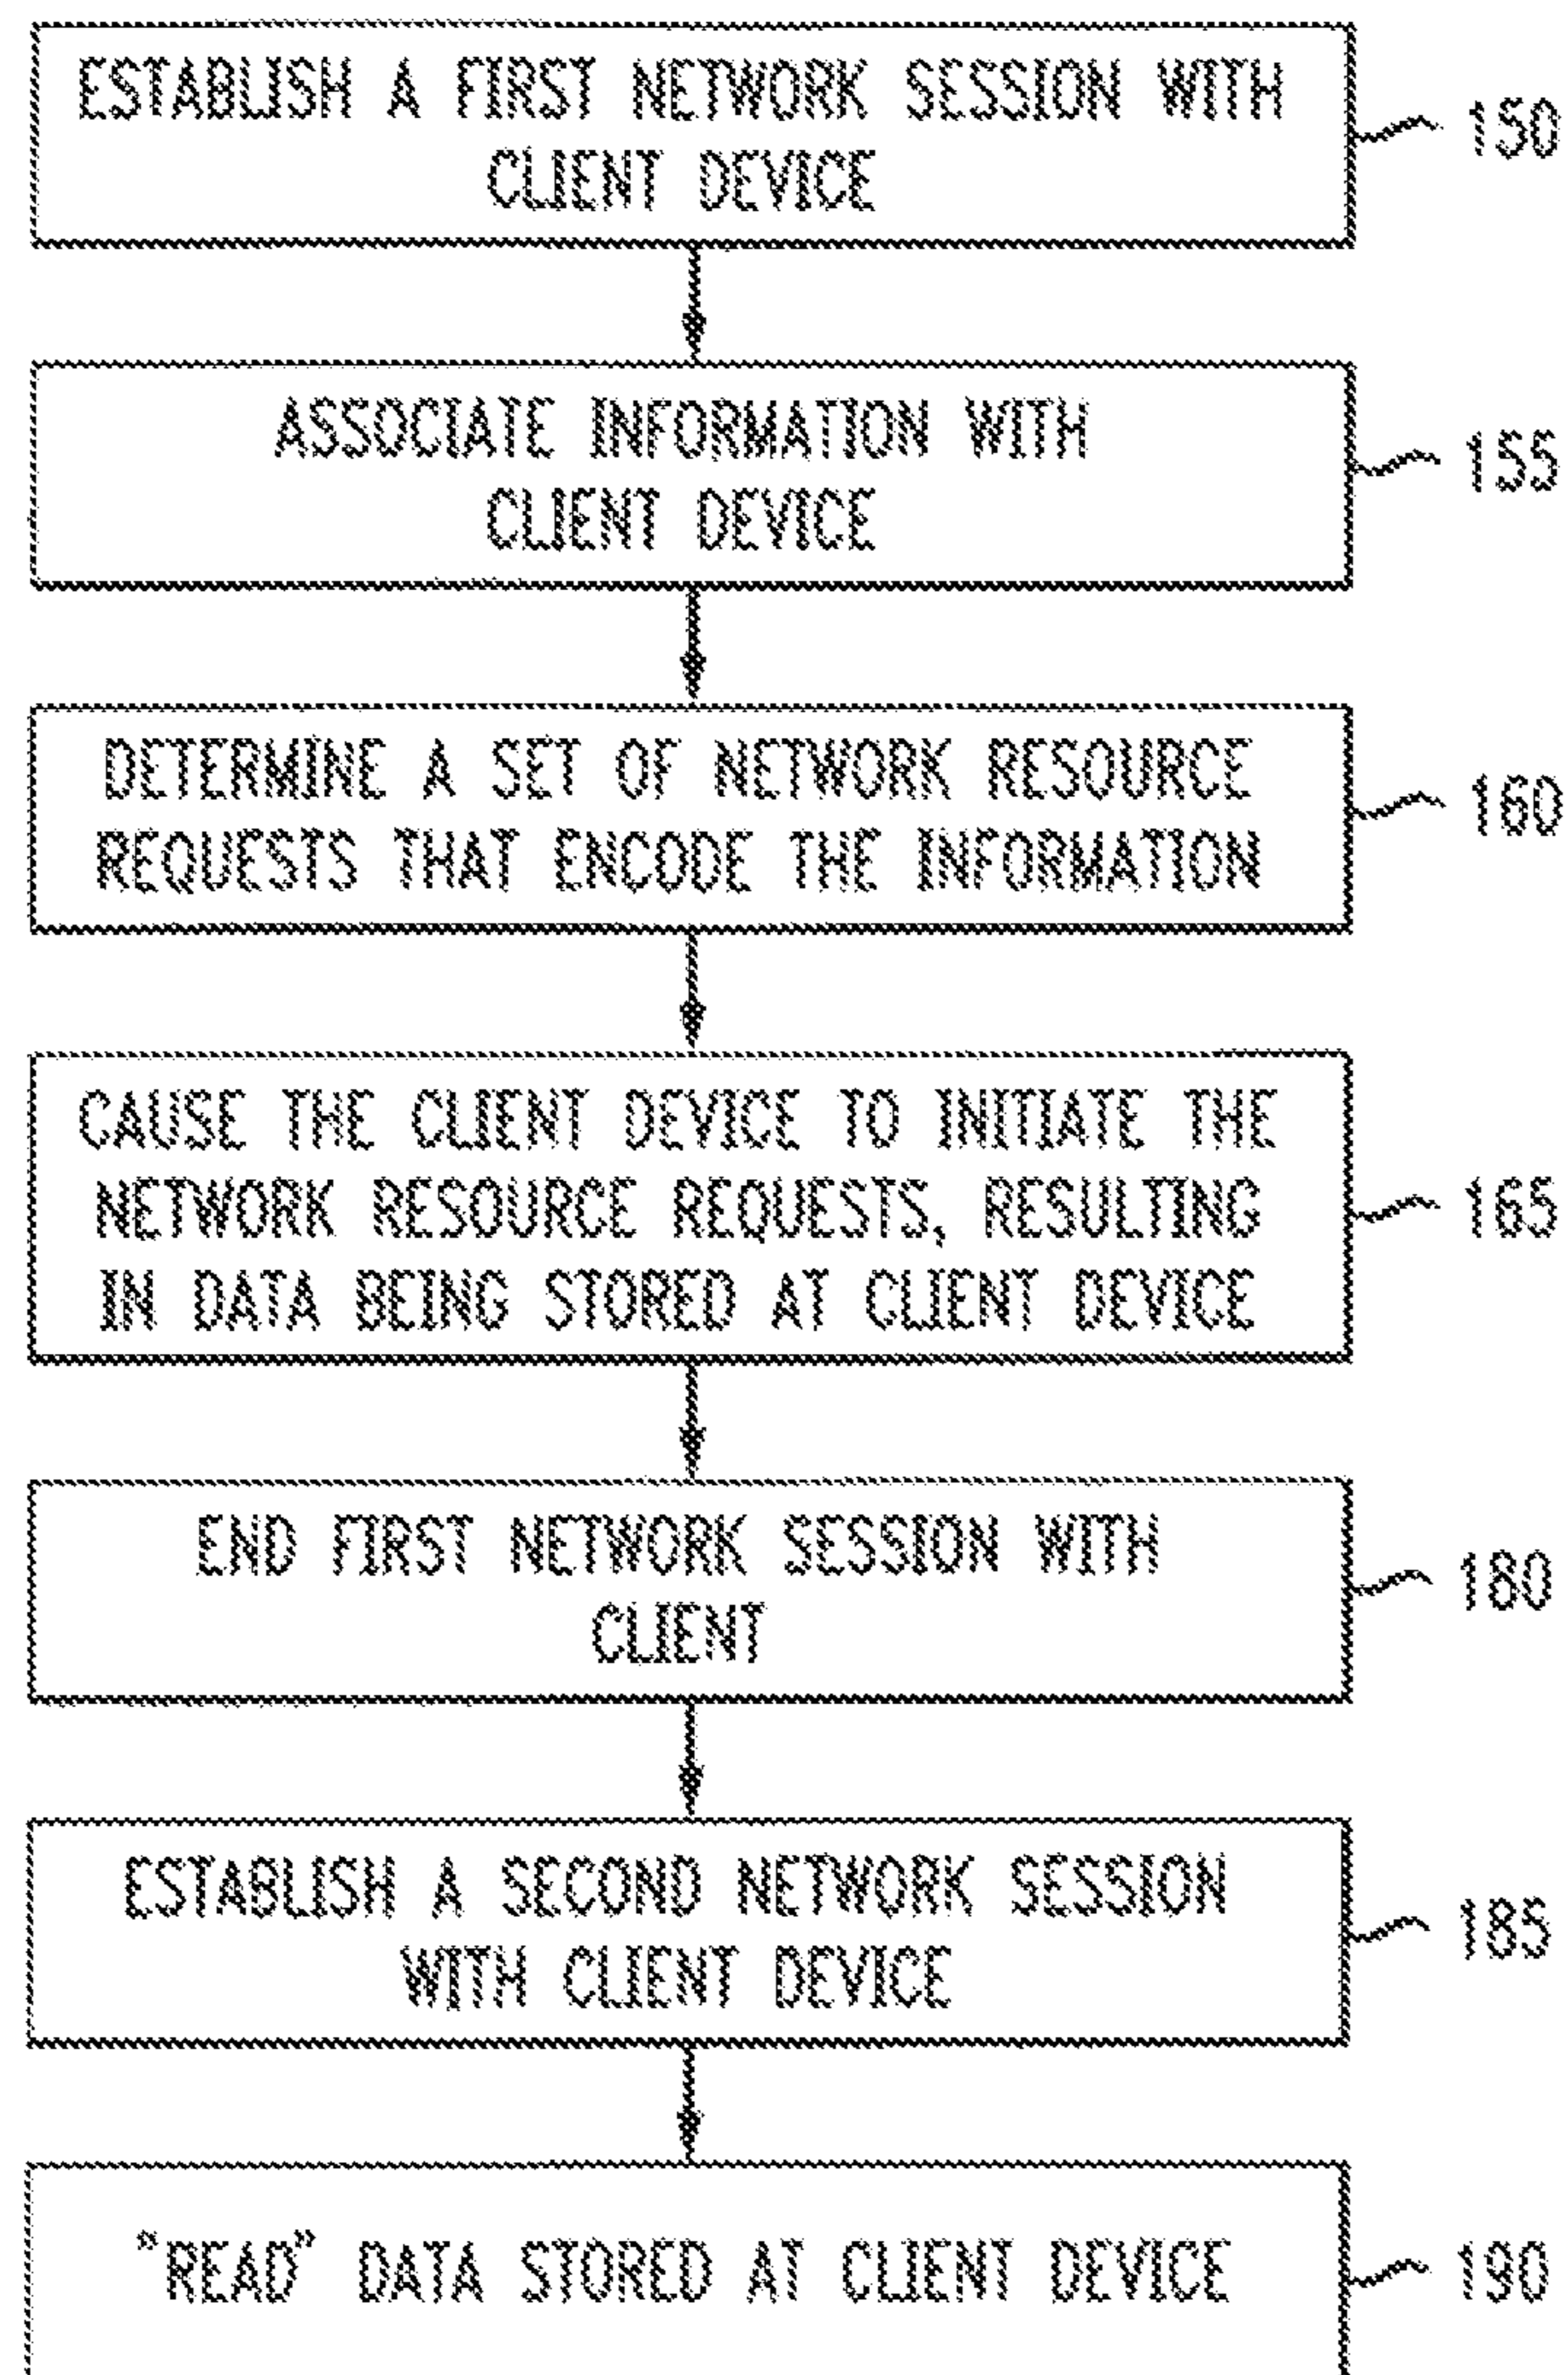 ESTABLISH A FIRST NETWORK SESSION WITH
CLIENT DEVICE
150
ASSOCIATE INFORMATION WITH
CLIENT DEVICE
155
DETERMINE A SET OF NETWORK RESOURCE
REQUESTS THAT ENCODE THE INFORMATION
160
CAUSE THE CLIENT DEVICE TO INITIATE THE
NETWORK RESOURCE REQUESTS, RESULTING
IN DATA BEING STORED AT CLIENT DEVICE
165
END FIRST NETWORK SESSION WITH
CLIENT
180
ESTABLISH A SECOND NETWORK SESSION
WITH CLIENT DEVICE
185
"READ" DATA STORED AT CLIENT DEVICE
190